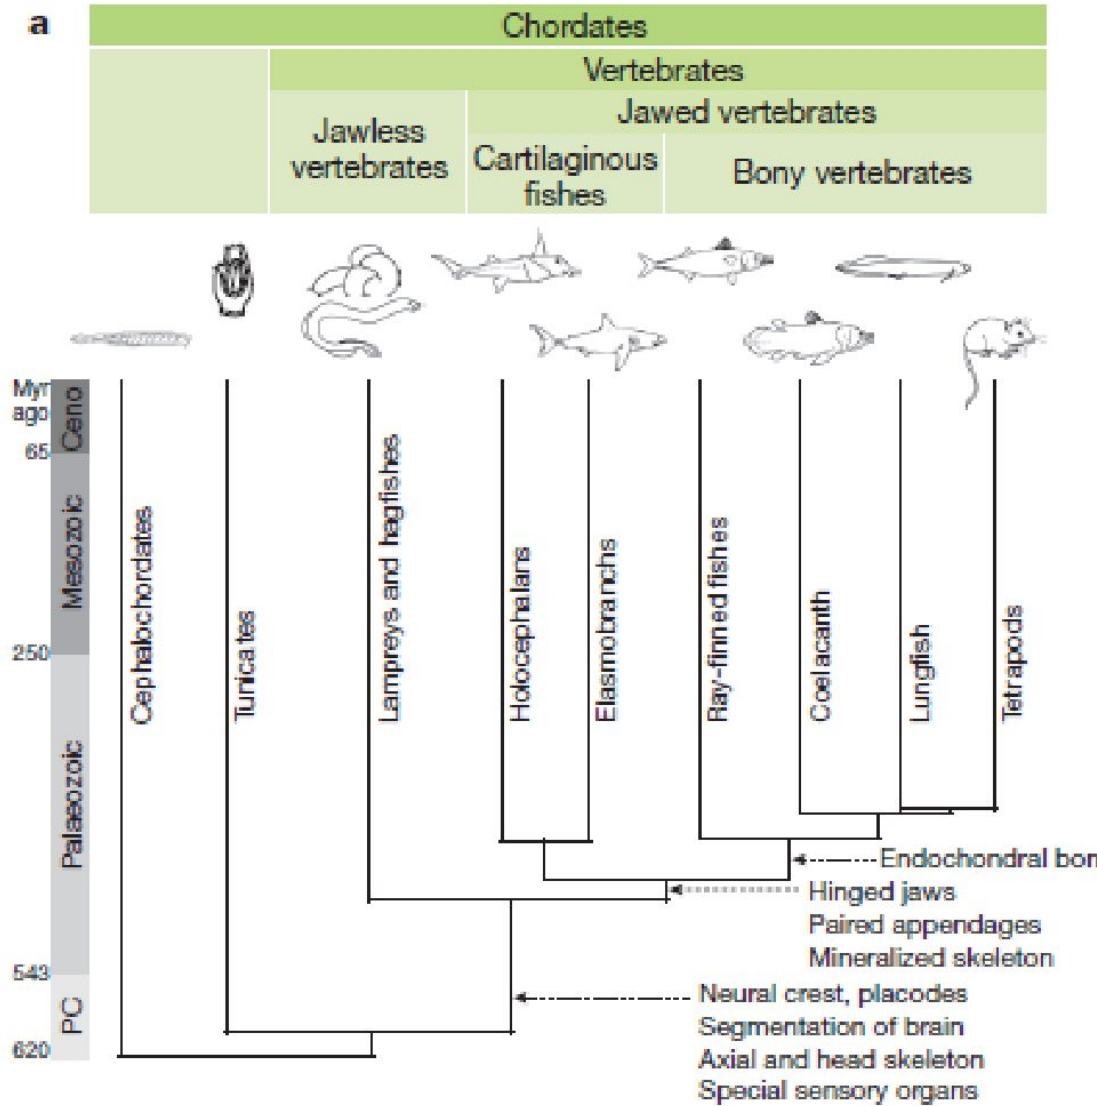 a
Chordates
Vertebrates
Jawed vertebrates
Jawless
vertebrates
Cartilaginous
fishes
Bony vertebrates
Myr
ago
65
250
543
620
Ceno
Mesozoic
Palaeozoic
PC
Cephalochordates
Tunicates
Lampreys and hagfishes
Holocephalans
Elasmobranchs
Ray-finned fishes
Coelacanth
Lungfish
Tetrapods
Endochondral bon
Hinged jaws
Paired appendages
Mineralized skeleton
Neural crest, placodes
Segmentation of brain
Axial and head skeleton
Special sensory organs